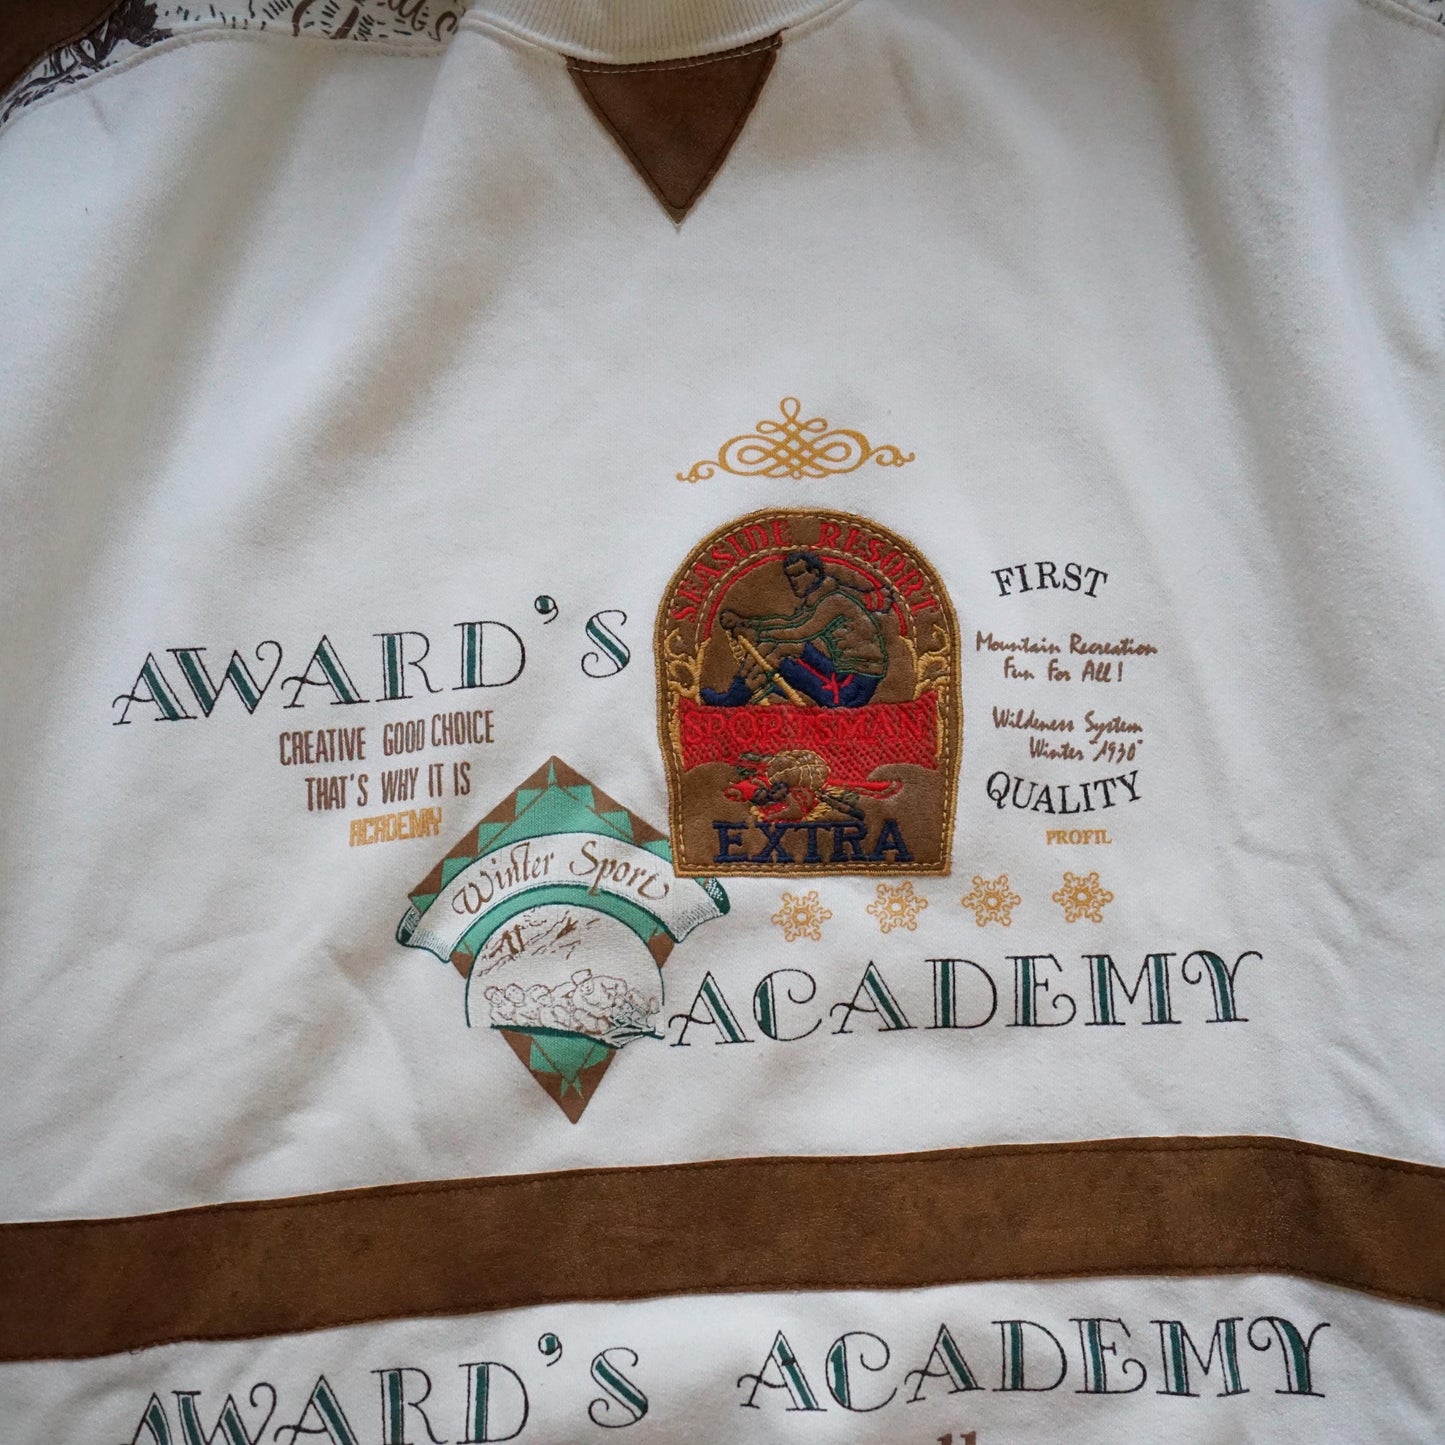 AWARD'S
CREATIVE GOOD CHOICE
THAT'S WHY IT IS
ACADEMY
Winter Sport
SEASIDE RESORT
SPORTSMAN
EXTRA
FIRST
Mountain Recreation
Fun For All!
Wildeness System
Winter "1930"
QUALITY
PROFIL
ACADEMY
AWARD'S ACADEMY